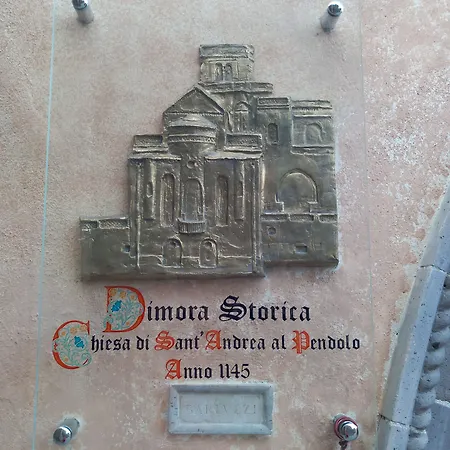 Dimora Storica
Chiesa di Sant'Andrea al Pendolo
Anno 1145